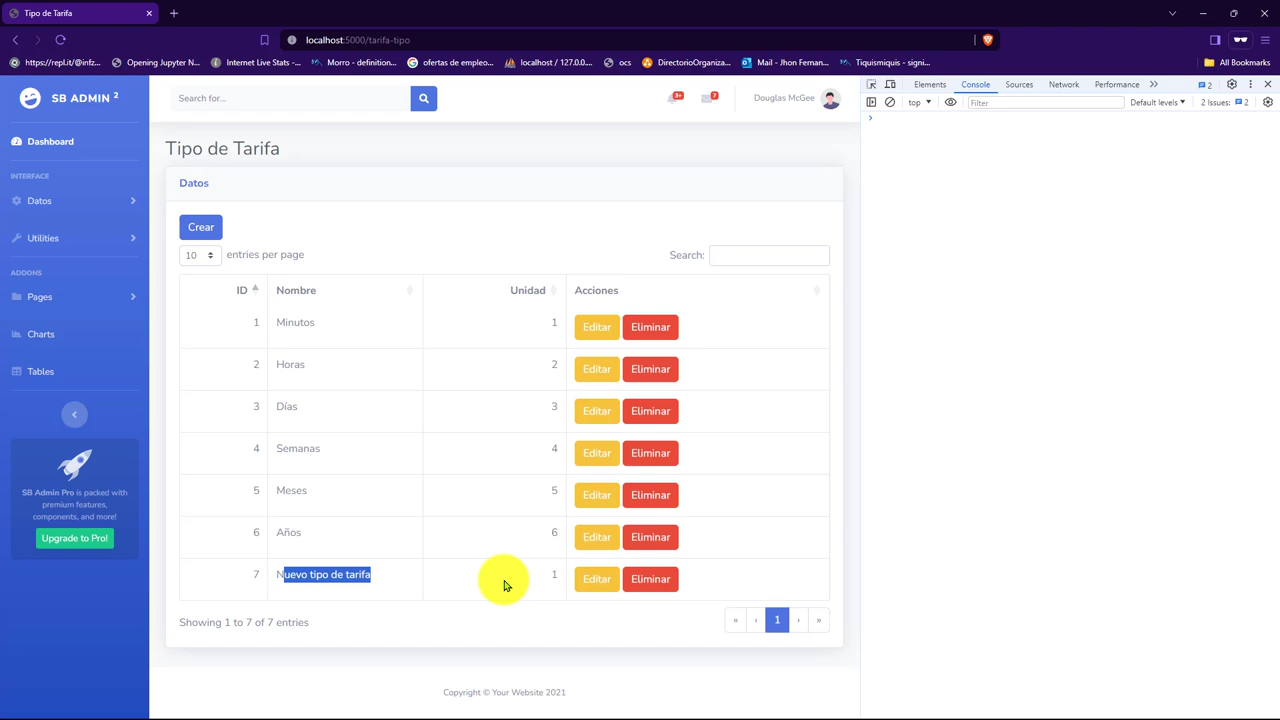 Tipo de Tarifa
localhost:5000/tarifa-tipo
https://repl.it/@infz...
Opening Jupyter N...
Internet Live Stats -...
Morro - definition...
ofertas de empleo...
localhost / 127.0.0....
ocs
DirectorioOrganiza...
Mail - Jhon Fernan...
Tiquismiquis - signi...
All Bookmarks
SB ADMIN 2
Dashboard
INTERFACE
Datos
Utilities
ADDONS
Pages
Charts
Tables
SB Admin Pro is packed with
premium features,
components, and more!
Upgrade to Pro!
Search for...
3+
7
Douglas McGee
Tipo de Tarifa
Datos
Crear
10 entries per page
Search:
ID Nombre Unidad Acciones
1 Minutos 1 Editar Eliminar
2 Horas 2 Editar Eliminar
3 Días 3 Editar Eliminar
4 Semanas 4 Editar Eliminar
5 Meses 5 Editar Eliminar
6 Años 6 Editar Eliminar
7 Nuevo tipo de tarifa 1 Editar Eliminar
Showing 1 to 7 of 7 entries
« ‹ 1 › »
Copyright © Your Website 2021
Elements Console Sources Network Performance » 2
top Filter Default levels 2 Issues: 2